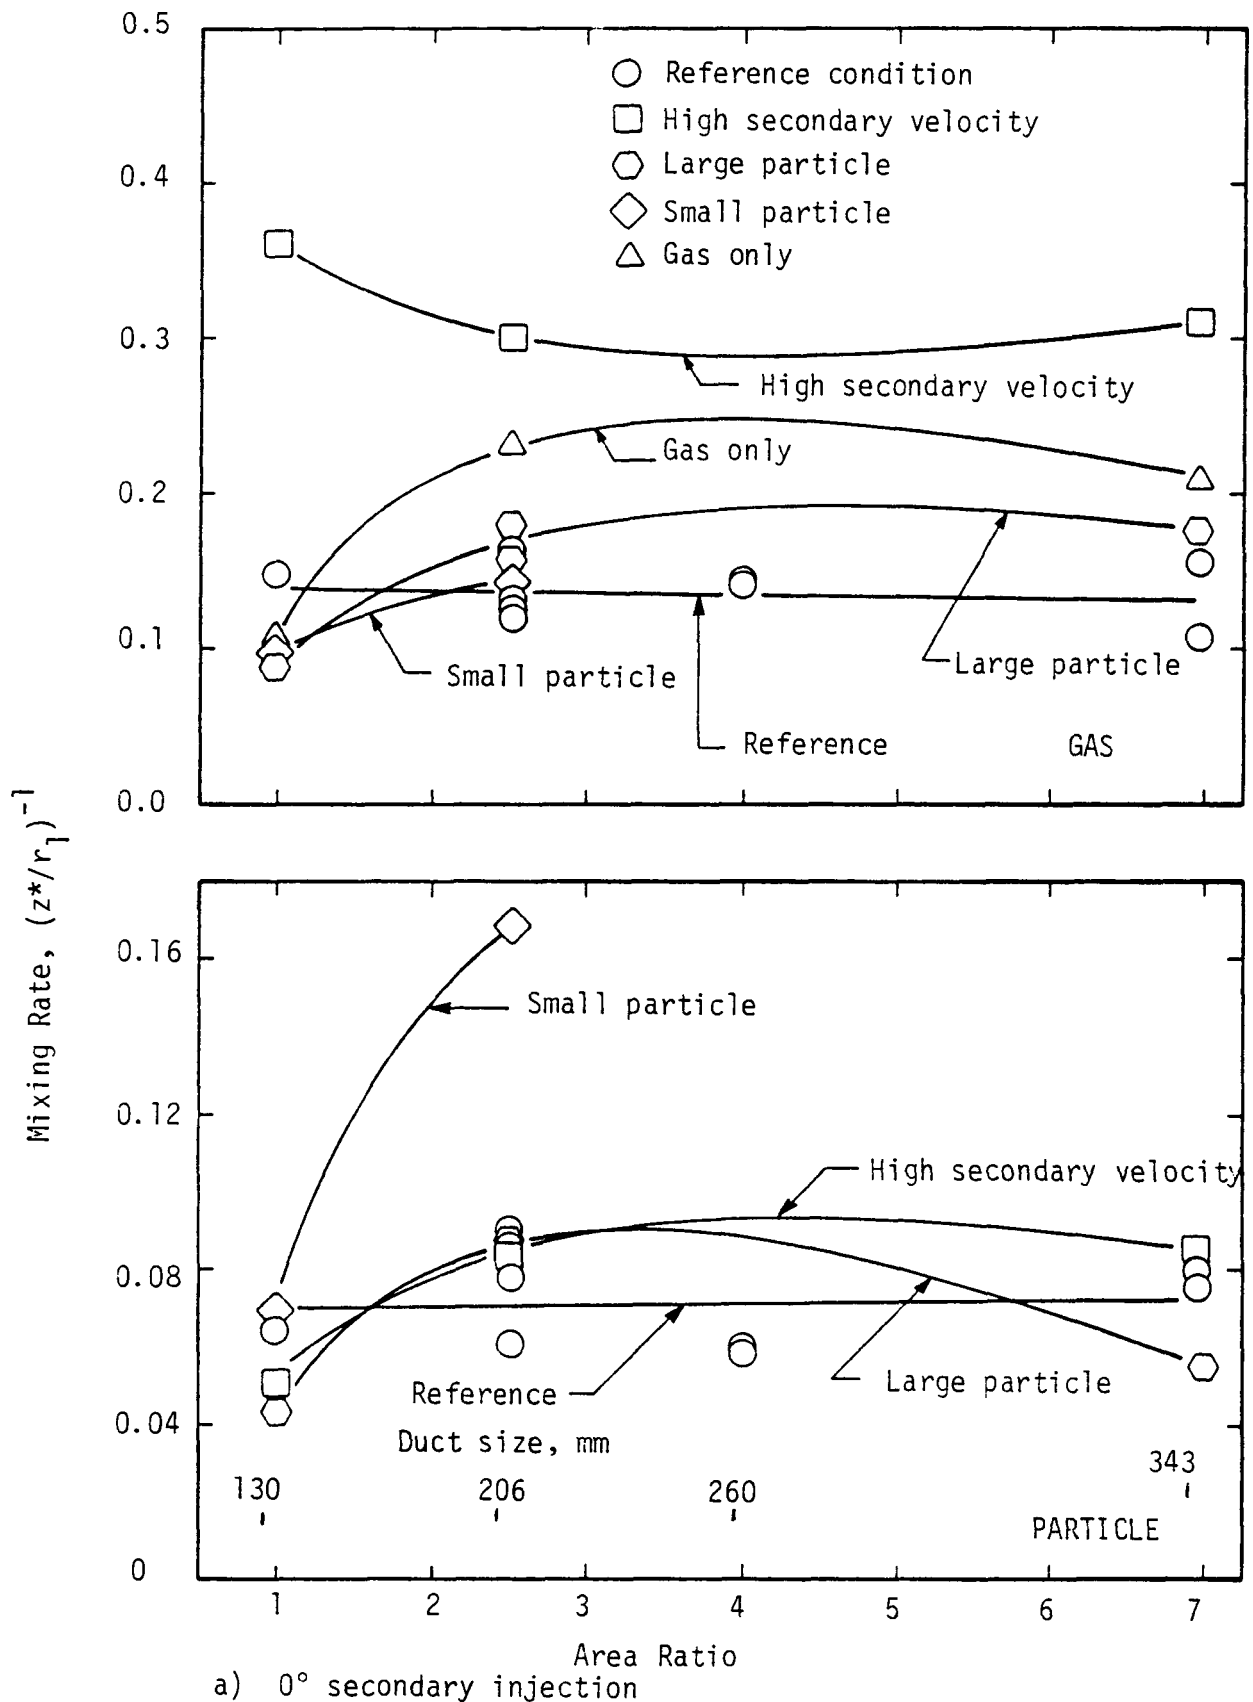 0.5
Reference condition
High secondary velocity
Large particle
Small particle
Gas only
0.4
0.3
High secondary velocity
Gas only
0.2
0.1
Small particle
Large particle
Reference
GAS
0.0
Mixing Rate, (z*/r1)-1
0.16
Small particle
0.12
High secondary velocity
0.08
Reference
Large particle
0.04
Duct size, mm
130
206
260
343
PARTICLE
0
1 2 3 4 5 6 7
Area Ratio
a) 0° secondary injection